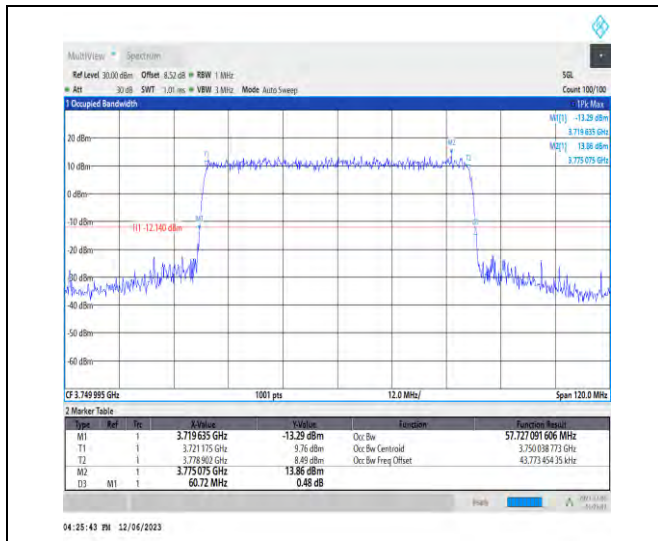 MultiView Spectrum
Ref Level 30.00 dBm Offset 8.52 dB RBW 1 MHz SGL
Att 30 dB SWT 1.01 ms VBW 3 MHz Mode Auto Sweep Count 100/100
1 Occupied Bandwidth 1Pk Max
M1[1] -13.29 dBm
3.719 635 GHz
M2[1] 13.86 dBm
3.775 075 GHz
20 dBm
M2
T1
T2
10 dBm
0 dBm
-10 dBm
M1
D3
H1 -12.140 dBm
-20 dBm
-30 dBm
-40 dBm
-50 dBm
-60 dBm
CF 3.749 995 GHz 1001 pts 12.0 MHz/ Span 120.0 MHz
2 Marker Table
Type Ref Trc X-Value Y-Value Function Function Result
M1 1 3.719 635 GHz -13.29 dBm Occ Bw 57.727 091 606 MHz
T1 1 3.721 175 GHz 9.76 dBm Occ Bw Centroid 3.750 038 773 GHz
T2 1 3.778 902 GHz 8.49 dBm Occ Bw Freq Offset 43.773 454 35 kHz
M2 1 3.775 075 GHz 13.86 dBm
D3 M1 1 60.72 MHz 0.48 dB
Ready
04:25:43 PM 12/06/2023